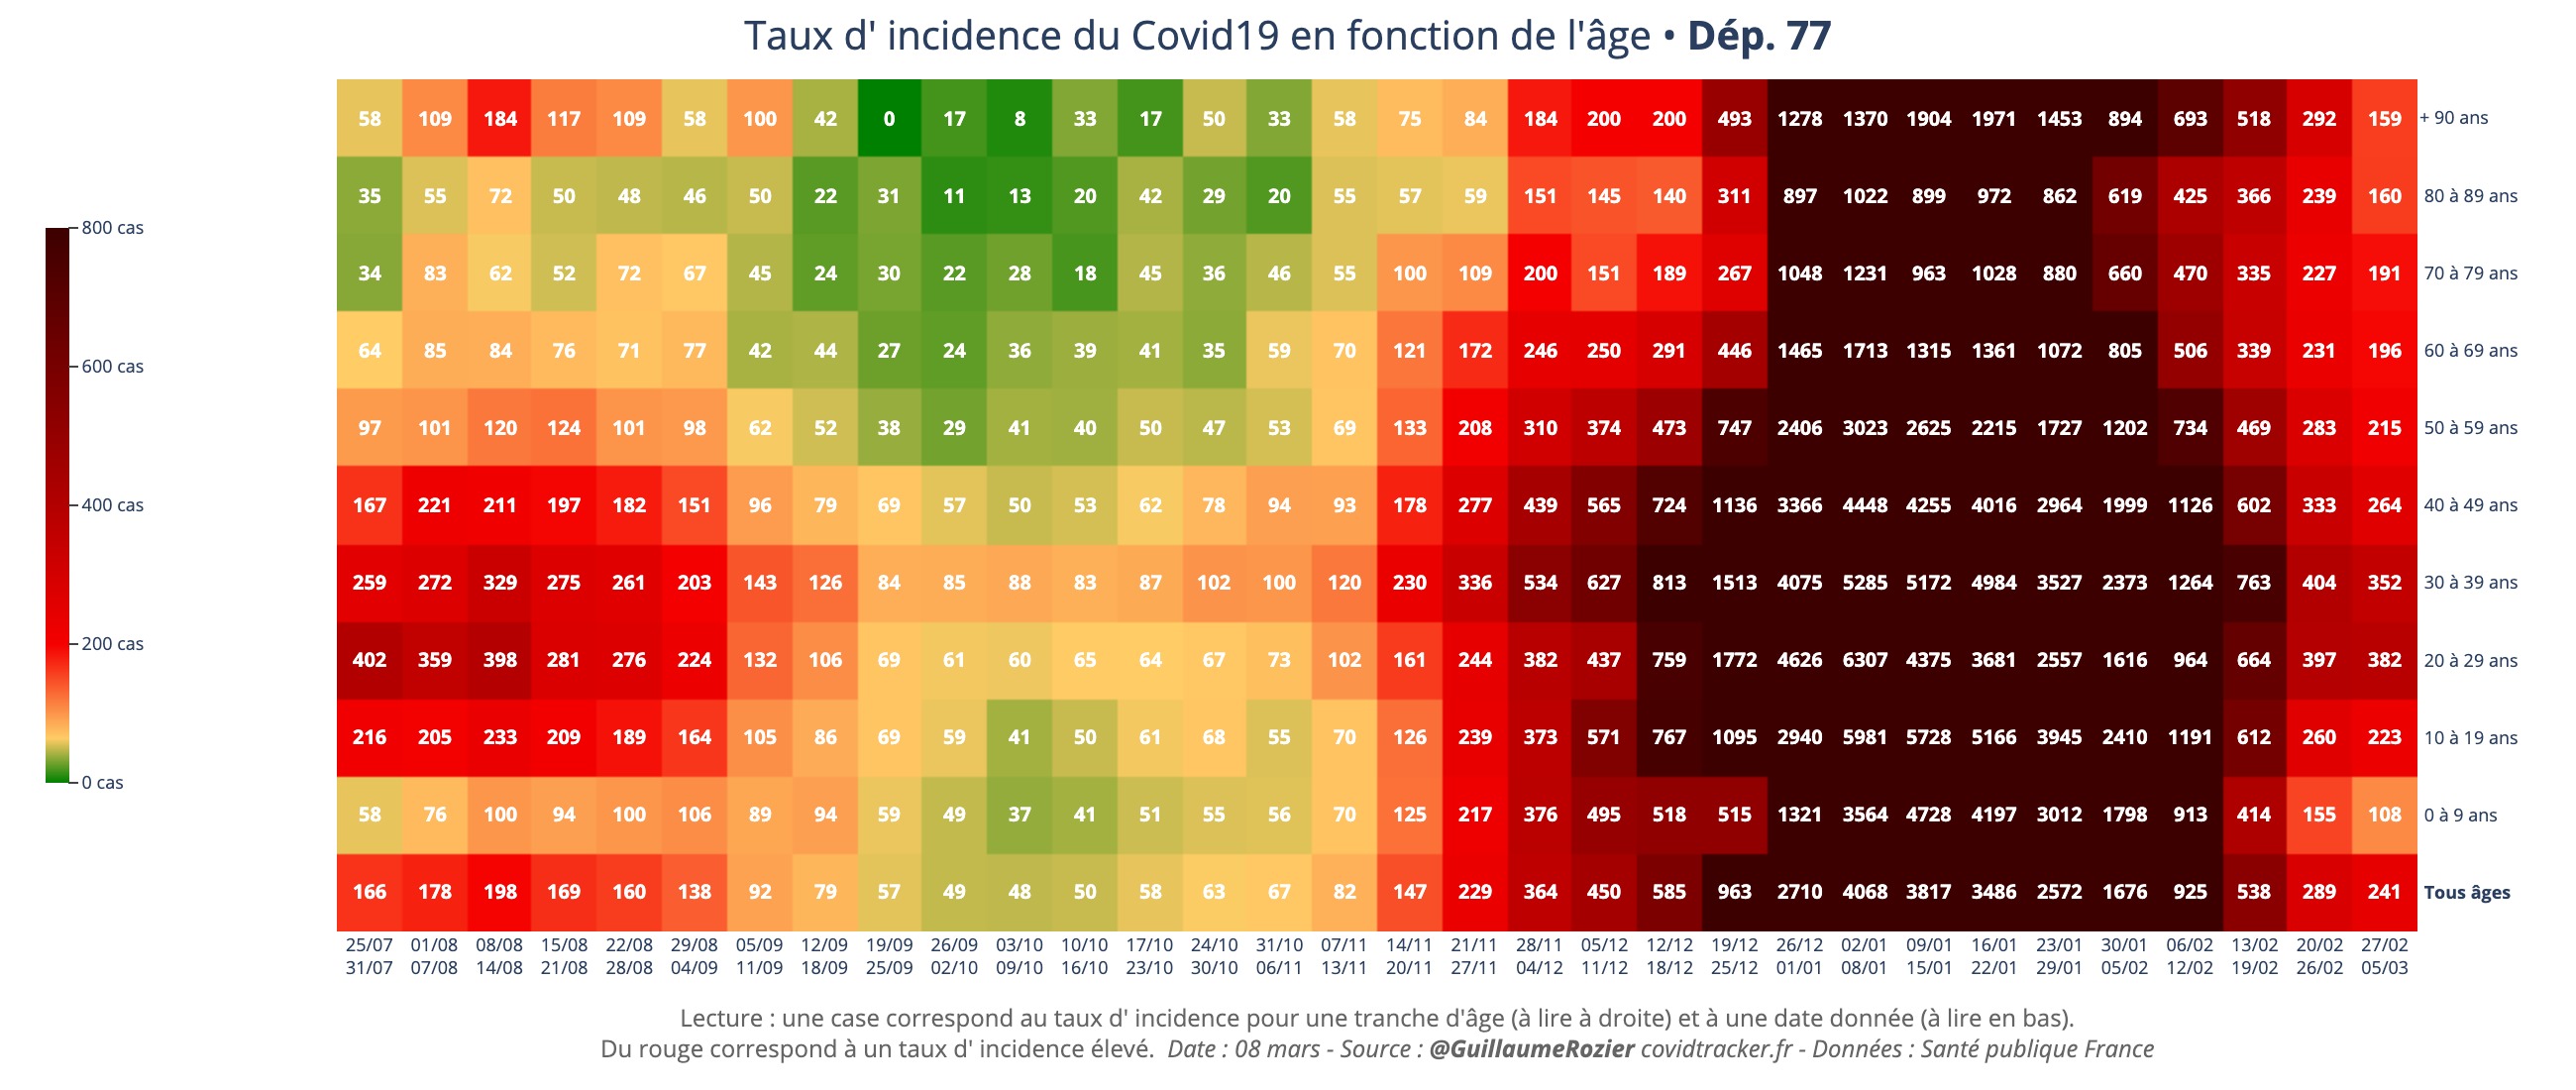 Taux d' incidence du Covid19 en fonction de l'âge • Dép. 77
58 109 184 117 109 58 100 42 0 17 8 33 17 50 33 58 75 84 184 200 200 493 1278 1370 1904 1971 1453 894 693 518 292 159 + 90 ans
35 55 72 50 48 46 50 22 31 11 13 20 42 29 20 55 57 59 151 145 140 311 897 1022 899 972 862 619 425 366 239 160 80 à 89 ans
800 cas
34 83 62 52 72 67 45 24 30 22 28 18 45 36 46 55 100 109 200 151 189 267 1048 1231 963 1028 880 660 470 335 227 191 70 à 79 ans
64 85 84 76 71 77 42 44 27 24 36 39 41 35 59 70 121 172 246 250 291 446 1465 1713 1315 1361 1072 805 506 339 231 196 60 à 69 ans
600 cas
97 101 120 124 101 98 62 52 38 29 41 40 50 47 53 69 133 208 310 374 473 747 2406 3023 2625 2215 1727 1202 734 469 283 215 50 à 59 ans
400 cas
167 221 211 197 182 151 96 79 69 57 50 53 62 78 94 93 178 277 439 565 724 1136 3366 4448 4255 4016 2964 1999 1126 602 333 264 40 à 49 ans
259 272 329 275 261 203 143 126 84 85 88 83 87 102 100 120 230 336 534 627 813 1513 4075 5285 5172 4984 3527 2373 1264 763 404 352 30 à 39 ans
200 cas
402 359 398 281 276 224 132 106 69 61 60 65 64 67 73 102 161 244 382 437 759 1772 4626 6307 4375 3681 2557 1616 964 664 397 382 20 à 29 ans
216 205 233 209 189 164 105 86 69 59 41 50 61 68 55 70 126 239 373 571 767 1095 2940 5981 5728 5166 3945 2410 1191 612 260 223 10 à 19 ans
0 cas
58 76 100 94 100 106 89 94 59 49 37 41 51 55 56 70 125 217 376 495 518 515 1321 3564 4728 4197 3012 1798 913 414 155 108 0 à 9 ans
166 178 198 169 160 138 92 79 57 49 48 50 58 63 67 82 147 229 364 450 585 963 2710 4068 3817 3486 2572 1676 925 538 289 241 Tous âges
25/07 01/08 08/08 15/08 22/08 29/08 05/09 12/09 19/09 26/09 03/10 10/10 17/10 24/10 31/10 07/11 14/11 21/11 28/11 05/12 12/12 19/12 26/12 02/01 09/01 16/01 23/01 30/01 06/02 13/02 20/02 27/02
31/07 07/08 14/08 21/08 28/08 04/09 11/09 18/09 25/09 02/10 09/10 16/10 23/10 30/10 06/11 13/11 20/11 27/11 04/12 11/12 18/12 25/12 01/01 08/01 15/01 22/01 29/01 05/02 12/02 19/02 26/02 05/03
Lecture : une case correspond au taux d' incidence pour une tranche d'âge (à lire à droite) et à une date donnée (à lire en bas).
Du rouge correspond à un taux d' incidence élevé. Date : 08 mars - Source : @GuillaumeRozier covidtracker.fr - Données : Santé publique France